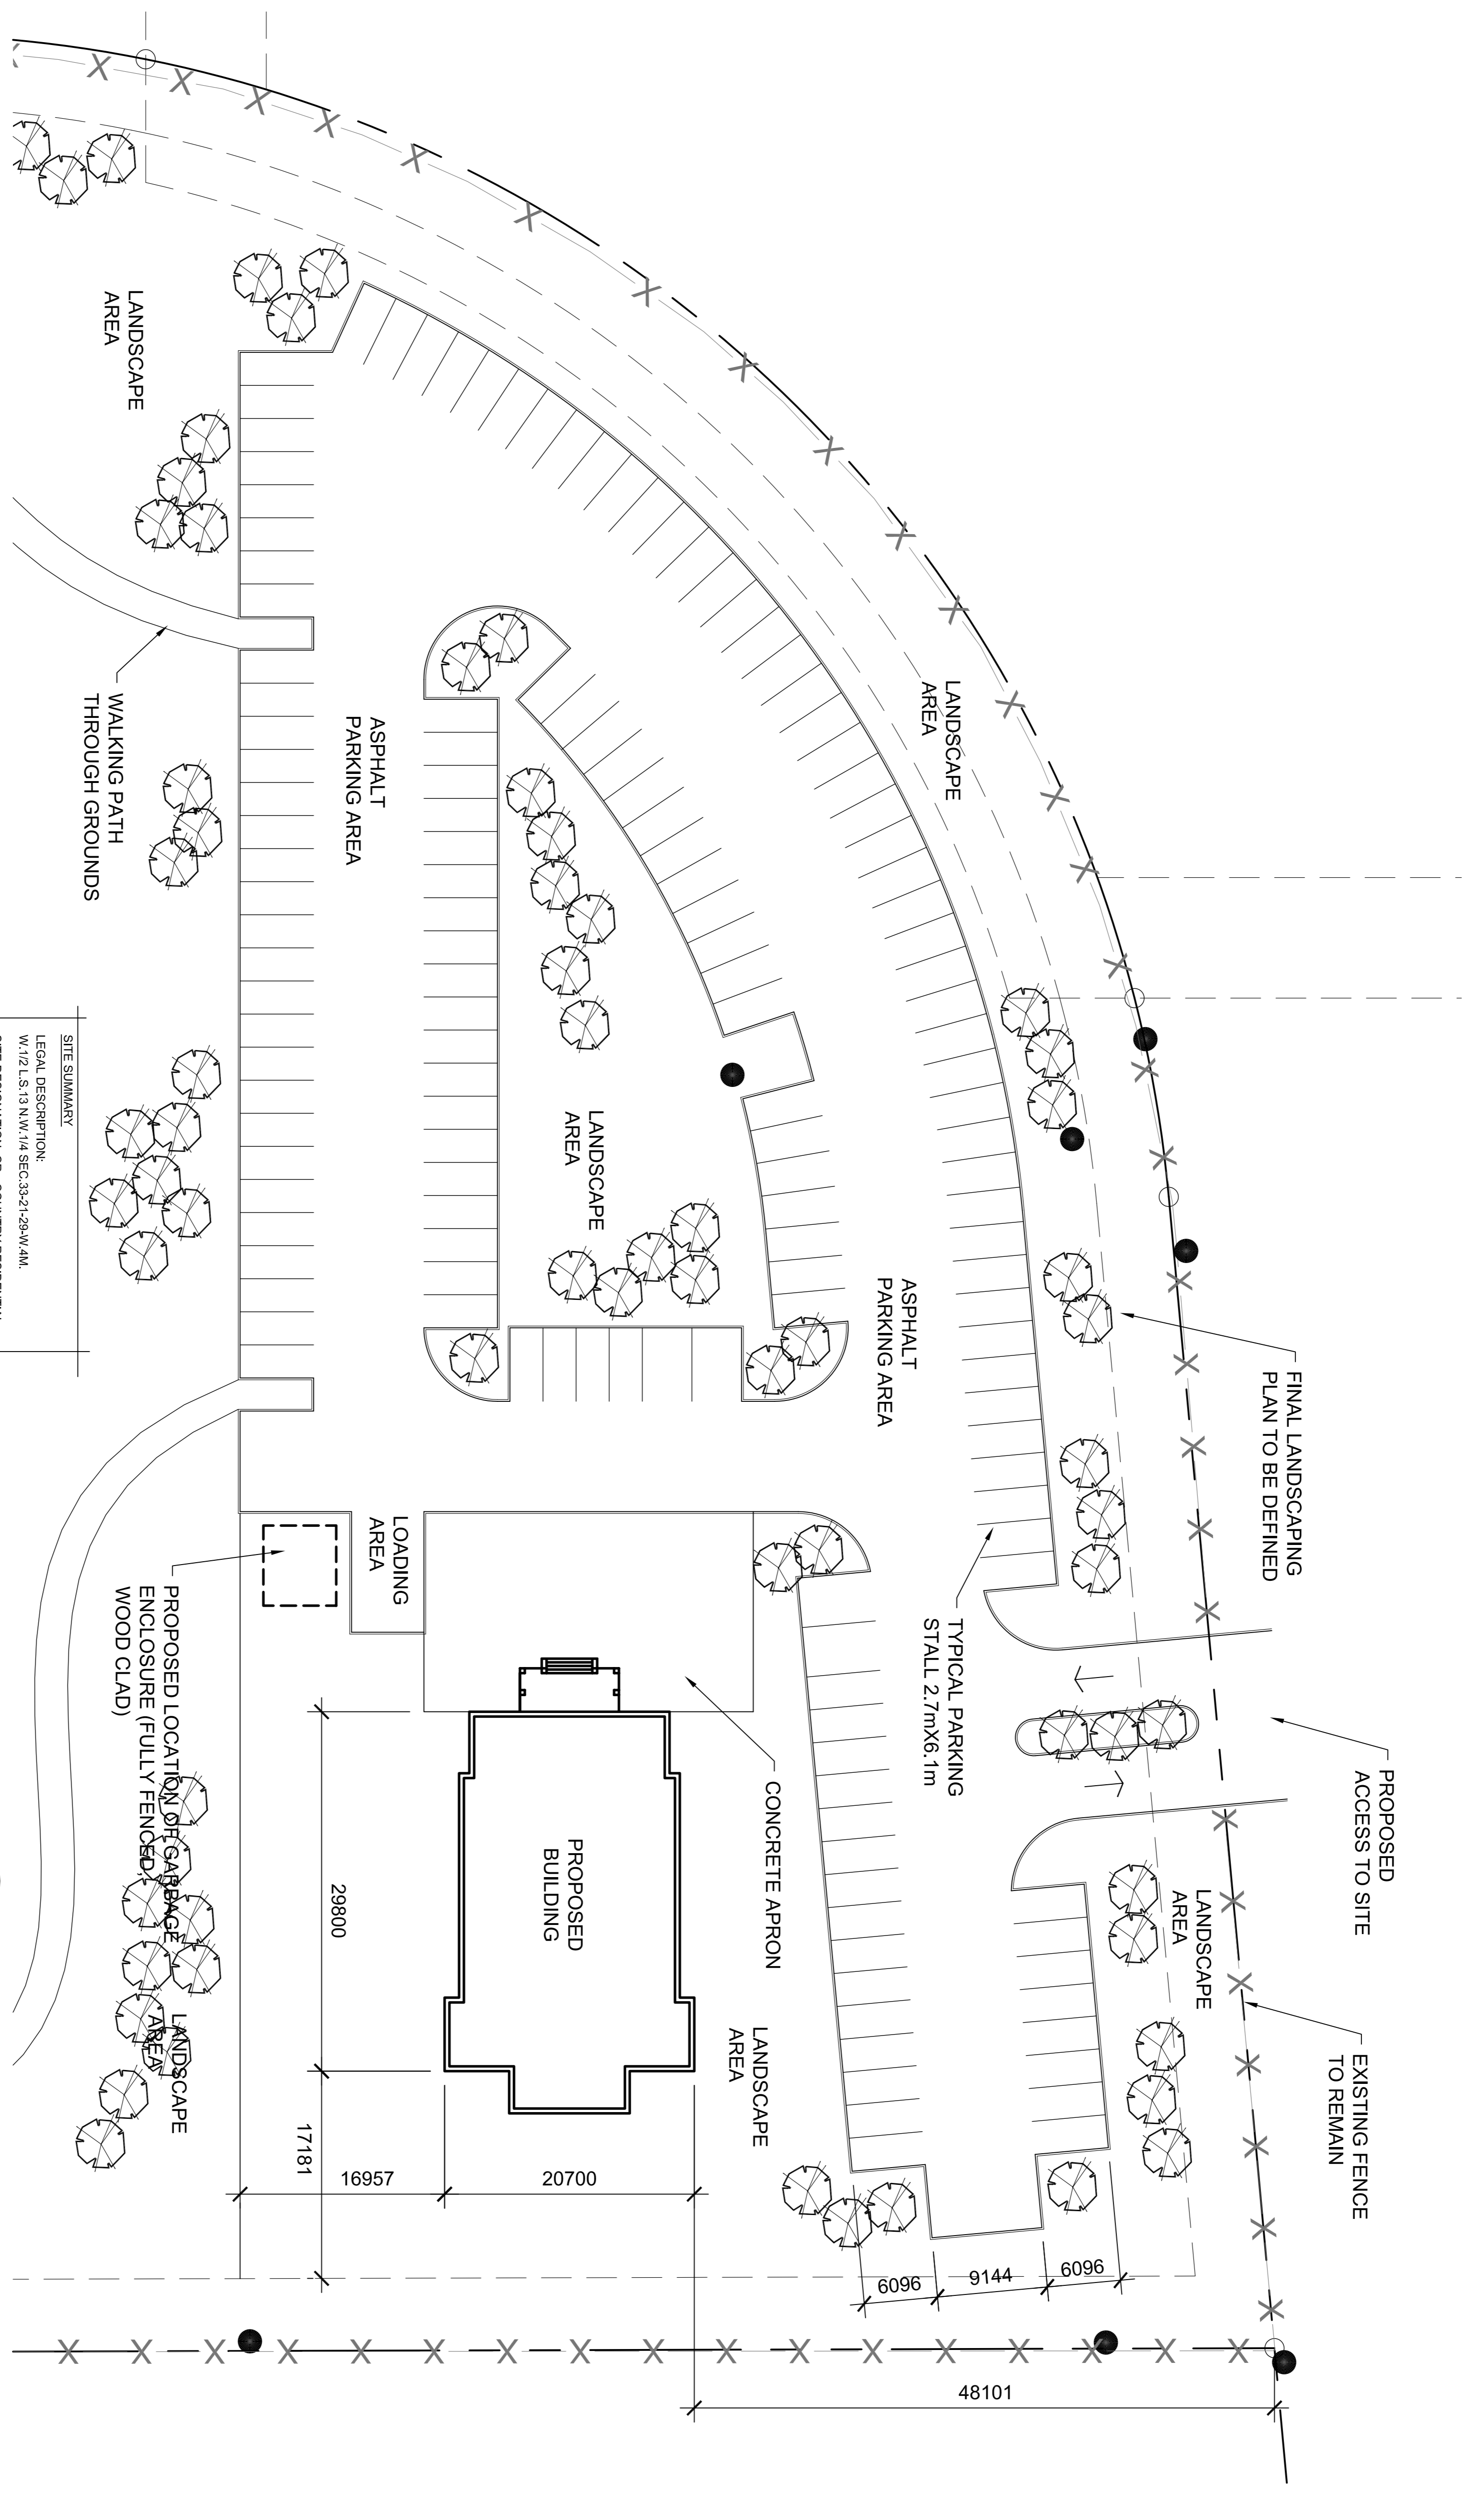 LANDSCAPE
AREA
WALKING PATH
THROUGH GROUNDS
ASPHALT
PARKING AREA
LANDSCAPE
AREA
SITE SUMMARY
LEGAL DESCRIPTION:
W.1/2 L.S.13 N.W.1/4 SEC.33-21-29-W.4M.
LANDSCAPE
AREA
ASPHALT
PARKING AREA
FINAL LANDSCAPING
PLAN TO BE DEFINED
LOADING
AREA
TYPICAL PARKING
STALL 2.7mX6.1m
PROPOSED
ACCESS TO SITE
PROPOSED LOCATION OF GARBAGE
ENCLOSURE (FULLY FENCED,
WOOD CLAD)
CONCRETE APRON
PROPOSED
BUILDING
LANDSCAPE
AREA
EXISTING FENCE
TO REMAIN
LANDSCAPE
AREA
LANDSCAPE
AREA
29800
17181
16957
20700
6096
9144
6096
48101